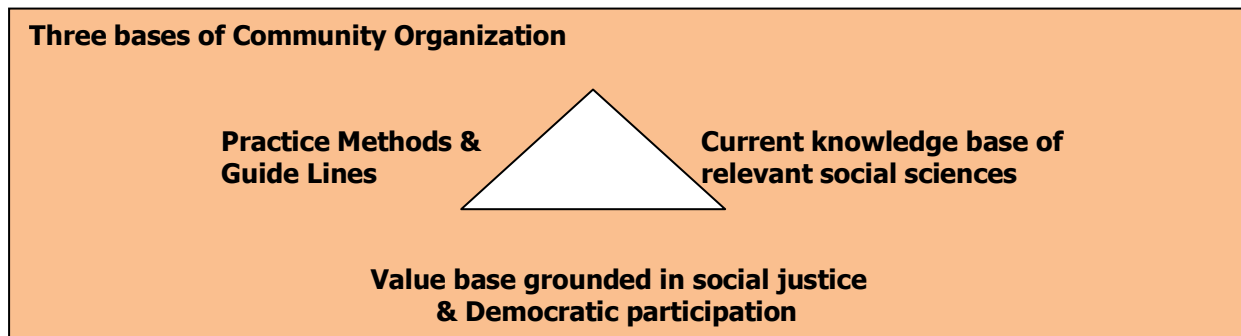 Three bases of Community Organization
Practice Methods &
Guide Lines
Current knowledge base of
relevant social sciences
Value base grounded in social justice
& Democratic participation